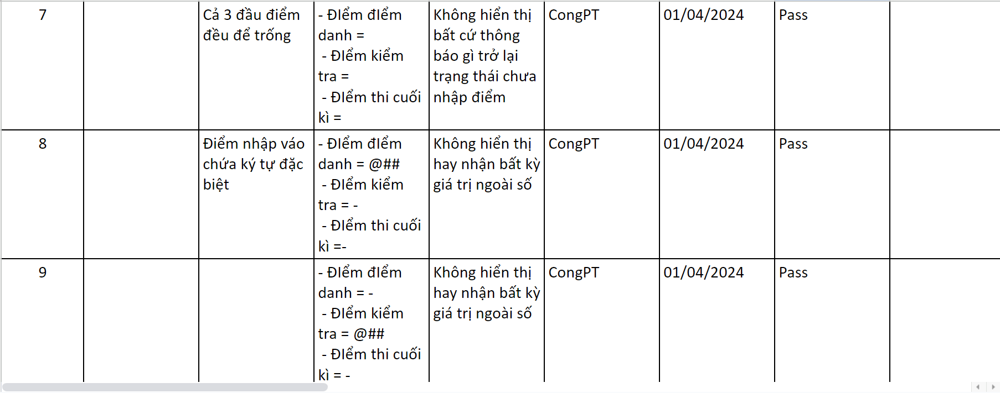 7
Cả 3 đầu điểm
đều để trống
- ĐIểm đIểm
danh =
- ĐIểm kiểm
tra =
- ĐIểm thi cuối
kì =
Không hiển thị
bất cứ thông
báo gì trở lại
trạng thái chưa
nhập điểm
CongPT
01/04/2024
Pass
8
Điểm nhập váo
chứa ký tự đặc
biệt
- ĐIểm đIểm
danh = @##
- ĐIểm kiểm
tra = -
- ĐIểm thi cuối
kì =-
Không hiển thị
hay nhận bất kỳ
giá trị ngoài số
CongPT
01/04/2024
Pass
9
- ĐIểm đIểm
danh = -
- ĐIểm kiểm
tra = @##
- ĐIểm thi cuối
kì = -
Không hiển thị
hay nhận bất kỳ
giá trị ngoài số
CongPT
01/04/2024
Pass